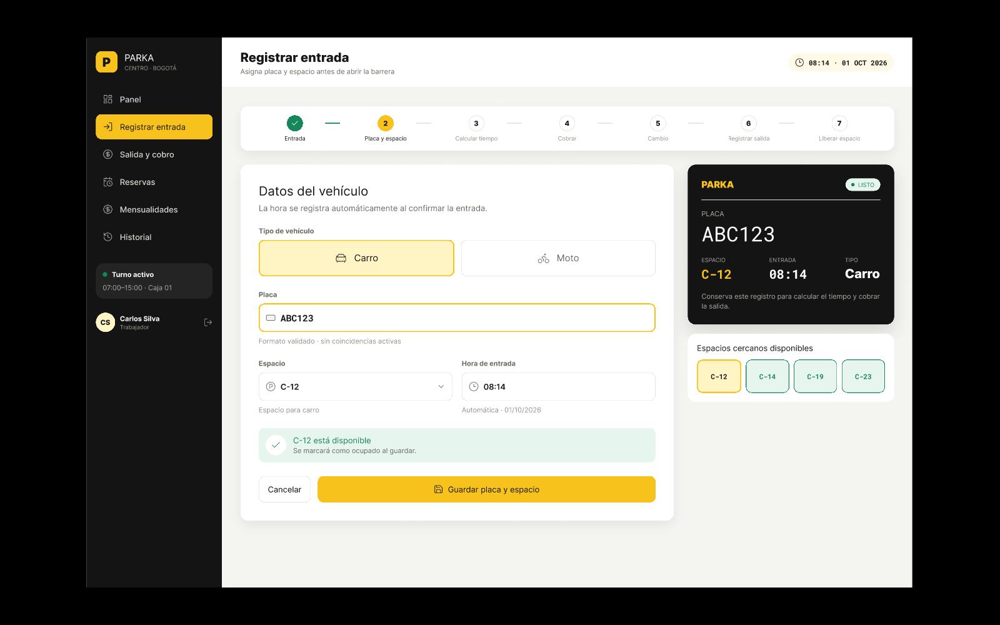 P
PARKA
CENTRO · BOGOTÁ
Panel
Registrar entrada
Salida y cobro
Reservas
Mensualidades
Historial
Turno activo
07:00–15:00 · Caja 01
CS
Carlos Silva
Trabajador
Registrar entrada
Asigna placa y espacio antes de abrir la barrera
08:14 · 01 OCT 2026
Entrada
2
Placa y espacio
3
Calcular tiempo
4
Cobrar
5
Cambio
6
Registrar salida
7
Liberar espacio
Datos del vehículo
La hora se registra automáticamente al confirmar la entrada.
Tipo de vehículo
Carro
Moto
Placa
ABC123
Formato validado · sin coincidencias activas
Espacio
Hora de entrada
P
C-12
08:14
Espacio para carro
Automática · 01/10/2026
C-12 está disponible
Se marcará como ocupado al guardar.
Cancelar
Guardar placa y espacio
PARKA
LISTO
PLACA
ABC123
ESPACIO
ENTRADA
TIPO
C-12
08:14
Carro
Conserva este registro para calcular el tiempo y cobrar
la salida.
Espacios cercanos disponibles
C-12
C-14
C-19
C-23